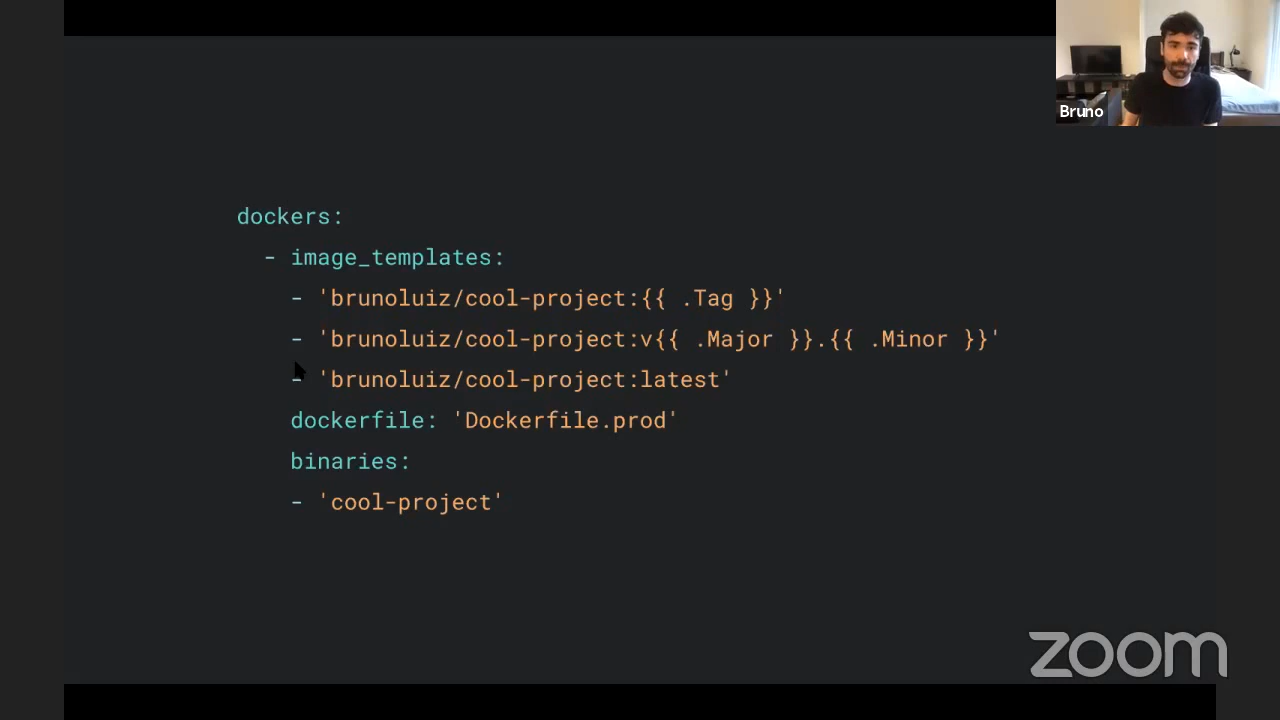 Bruno
dockers:
- image_templates:
- 'brunoluiz/cool-project:{{ .Tag }}'
- 'brunoluiz/cool-project:v{{ .Major }}.{{ .Minor }}'
- 'brunoluiz/cool-project:latest'
dockerfile: 'Dockerfile.prod'
binaries:
- 'cool-project'
zoom